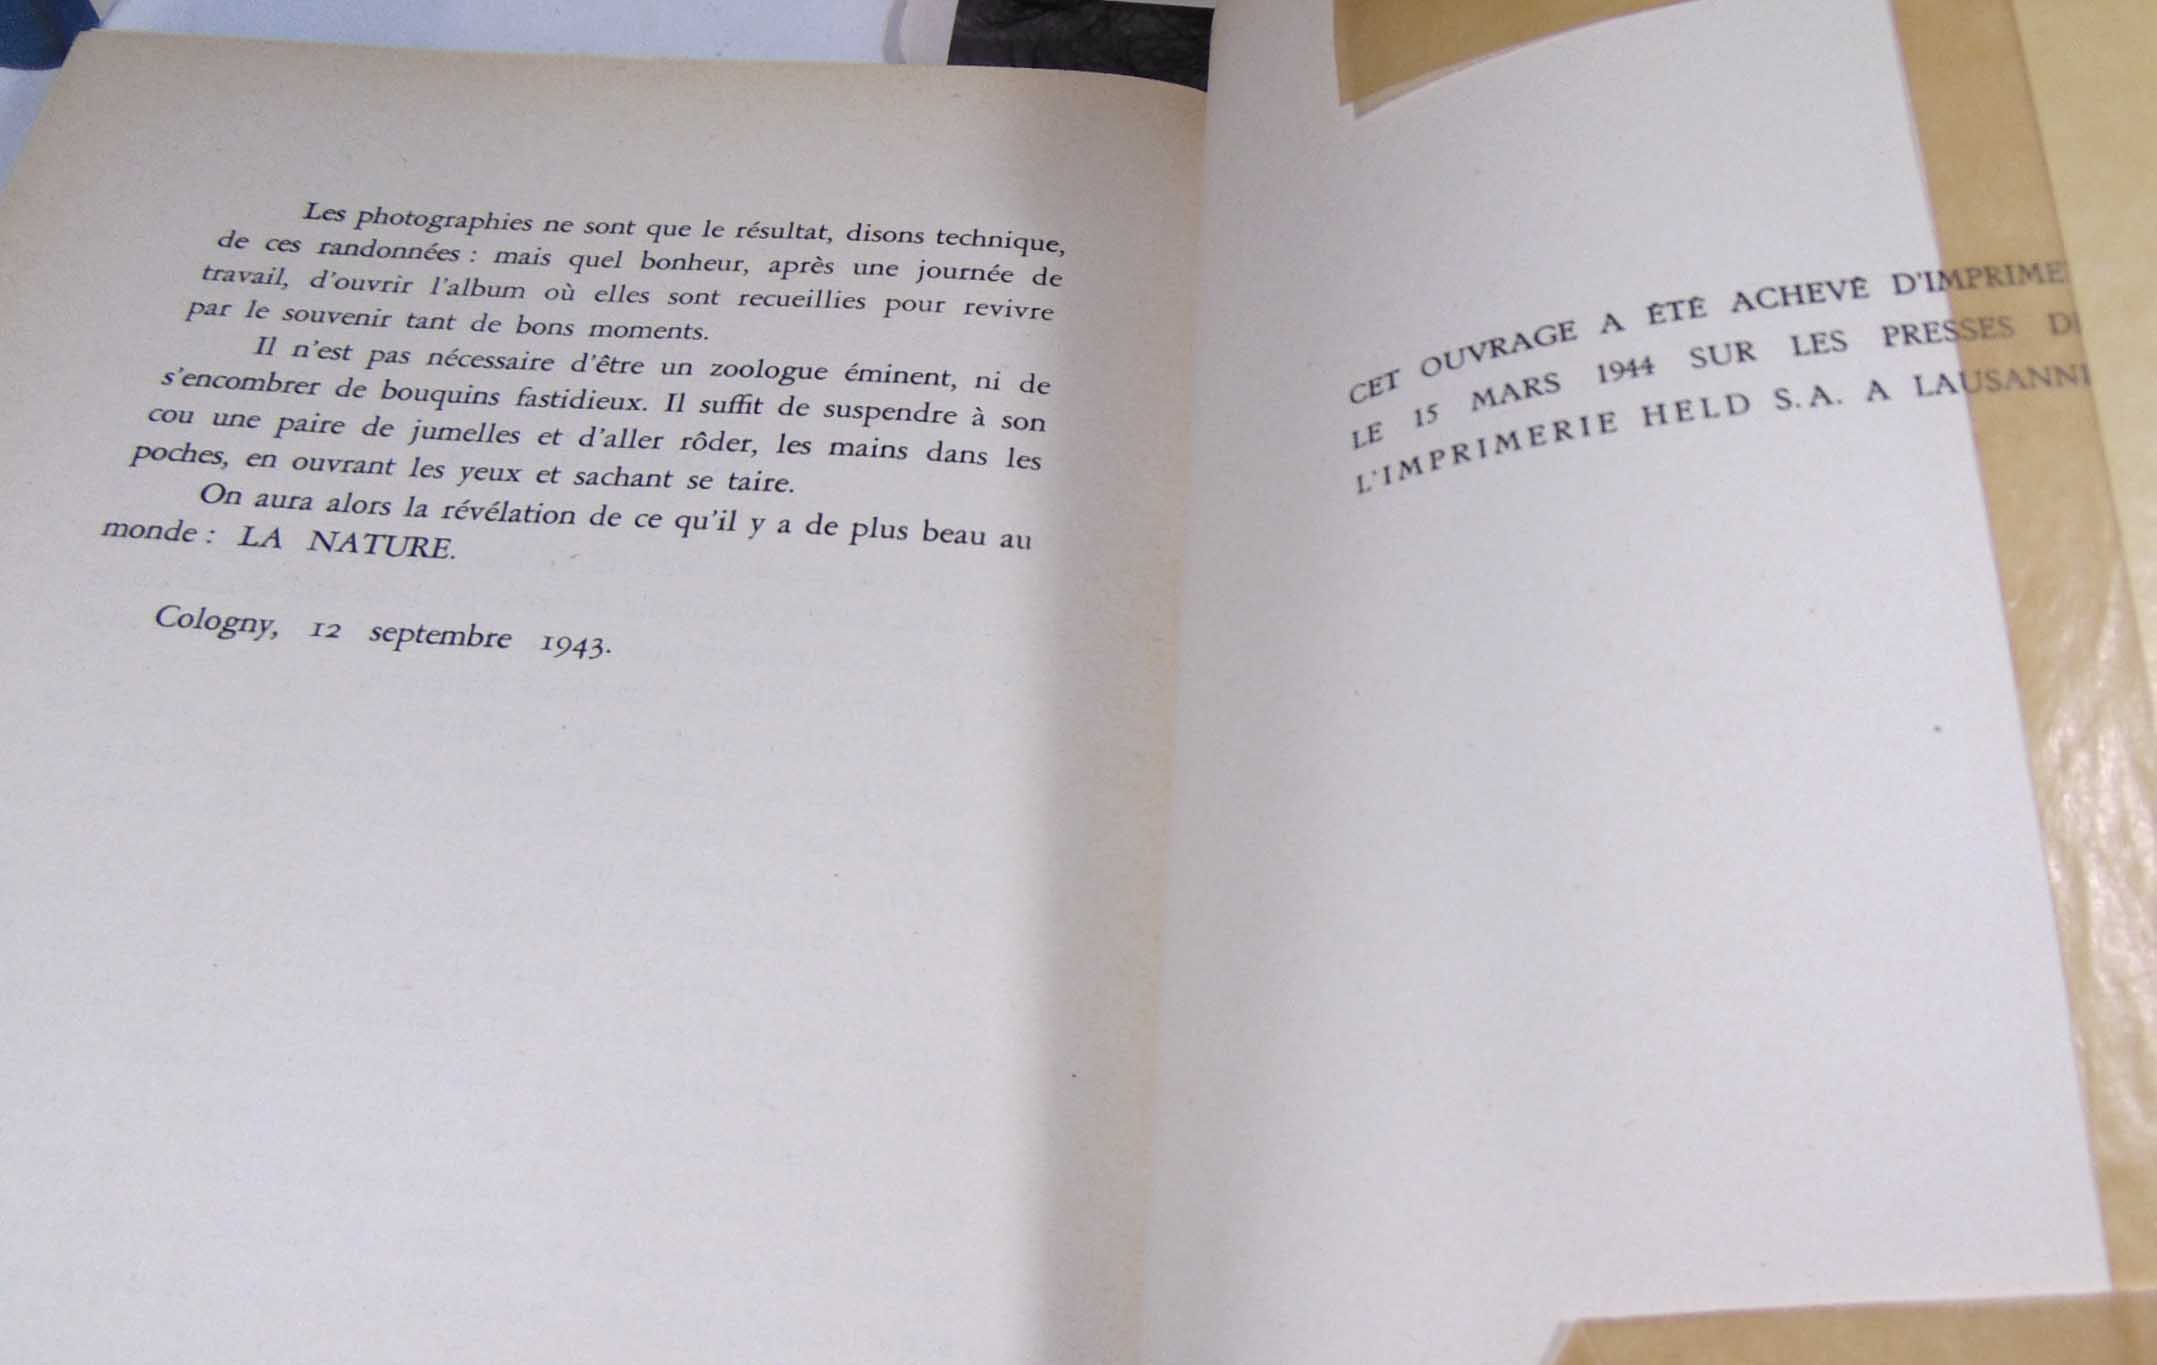 Les photographies ne sont que le résultat, disons technique,
de ces randonnées : mais quel bonheur, après une journée de
travail, d'ouvrir l'album où elles sont recueillies pour revivre
par le souvenir tant de bons moments.
Il n'est pas nécessaire d'être un zoologue éminent, ni de
s'encombrer de bouquins fastidieux. Il suffit de suspendre à son
cou une paire de jumelles et d'aller rôder, les mains dans les
poches, en ouvrant les yeux et sachant se taire.
On aura alors la révélation de ce qu'il y a de plus beau au
monde : LA NATURE.
Cologny, 12 septembre 1943.
CET OUVRAGE A ÉTÉ ACHEVÉ D'IMPRIMER
LE 15 MARS 1944 SUR LES PRESSES DE
L'IMPRIMERIE HELD S.A. A LAUSANNE